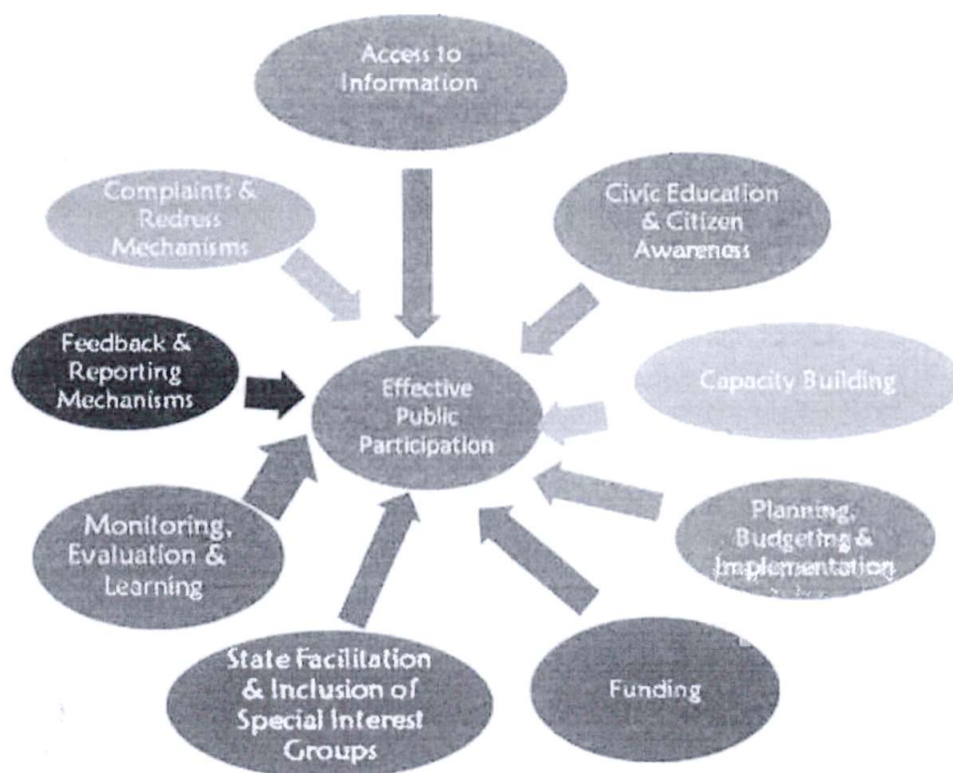 Access to
Information
Civic Education
& Citizen
Awareness
Capacity Building
Planning,
Budgeting &
Implementation
Funding
State Facilitation
& Inclusion of
Special Interest
Groups
Monitoring,
Evaluation &
Learning
Feedback &
Reporting
Mechanisms
Complaints &
Redress
Mechanisms
Effective
Public
Participation